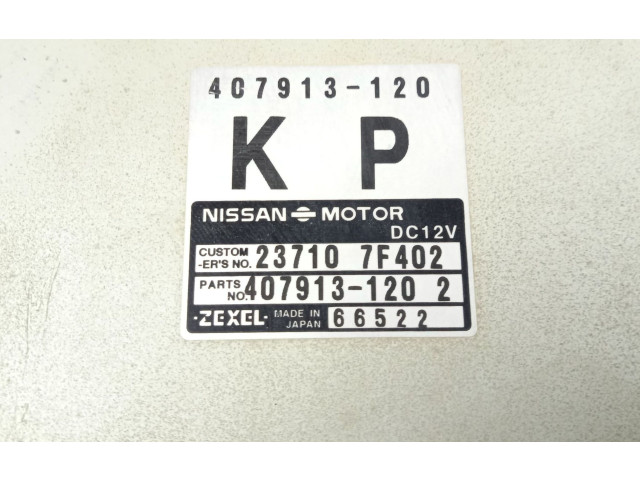 407913-120
K P
NISSAN MOTOR
DC12V
CUSTOM
-ER'S NO. 23710 7F402
PARTS
NO. 407913-120 2
·ZEXEL· MADE IN JAPAN 66522